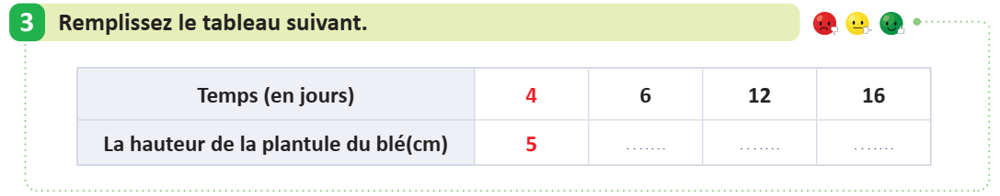 3 Remplissez le tableau suivant.
Temps (en jours) 4 6 12 16
La hauteur de la plantule du blé(cm) 5 ....... ....... .......